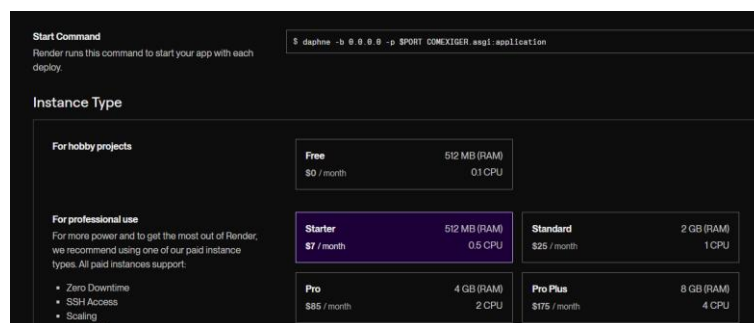 Start Command
Render runs this command to start your app with each
deploy.
$ daphne -b 0.0.0.0 -p $PORT COMEXIGER.asgi:application
Instance Type
For hobby projects
Free 512 MB (RAM)
$0 / month 0.1 CPU
For professional use
For more power and to get the most out of Render,
we recommend using one of our paid instance
types. All paid instances support:
• Zero Downtime
• SSH Access
• Scaling
Starter 512 MB (RAM)
$7 / month 0.5 CPU
Standard 2 GB (RAM)
$25 / month 1 CPU
Pro 4 GB (RAM)
$85 / month 2 CPU
Pro Plus 8 GB (RAM)
$175 / month 4 CPU